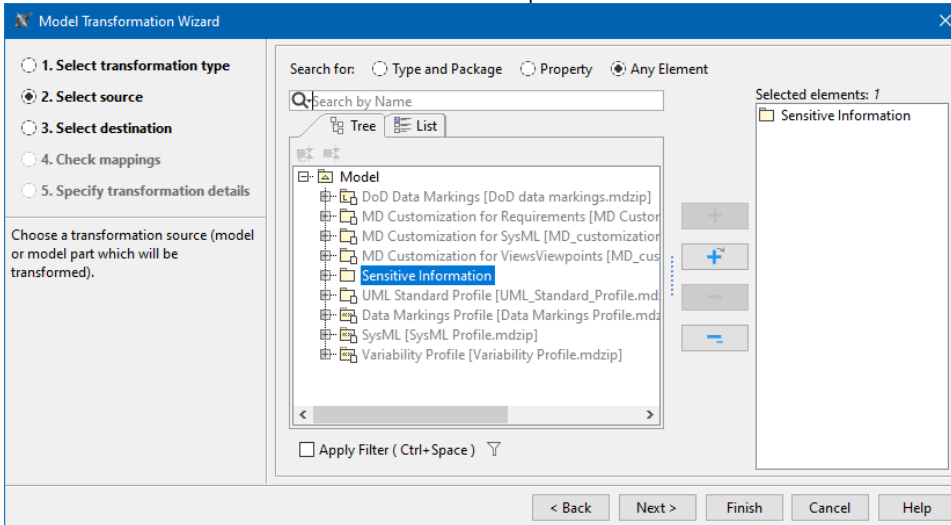 Model Transformation Wizard
1. Select transformation type
2. Select source
3. Select destination
4. Check mappings
5. Specify transformation details
Choose a transformation source (model
or model part which will be
transformed).
Search for: Type and Package Property Any Element
Search by Name
Tree List
Model
DoD Data Markings [DoD data markings.mdzip]
MD Customization for Requirements [MD Custor
MD Customization for SysML [MD_customization
MD Customization for ViewsViewpoints [MD_cus
Sensitive Information
UML Standard Profile [UML_Standard_Profile.md
Data Markings Profile [Data Markings Profile.mdz
SysML [SysML Profile.mdzip]
Variability Profile [Variability Profile.mdzip]
Apply Filter ( Ctrl+Space )
Selected elements: 1
Sensitive Information
< Back Next > Finish Cancel Help